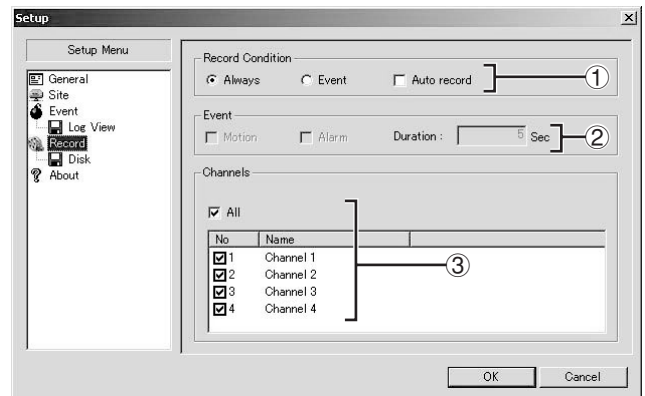 Setup
Setup Menu
General
Site
Event
Log View
Record
Disk
About
Record Condition
Always Event Auto record
①
Event
Motion Alarm Duration : 5 Sec
②
Channels
All
No Name
1 Channel 1
2 Channel 2
3 Channel 3
4 Channel 4
③
OK Cancel